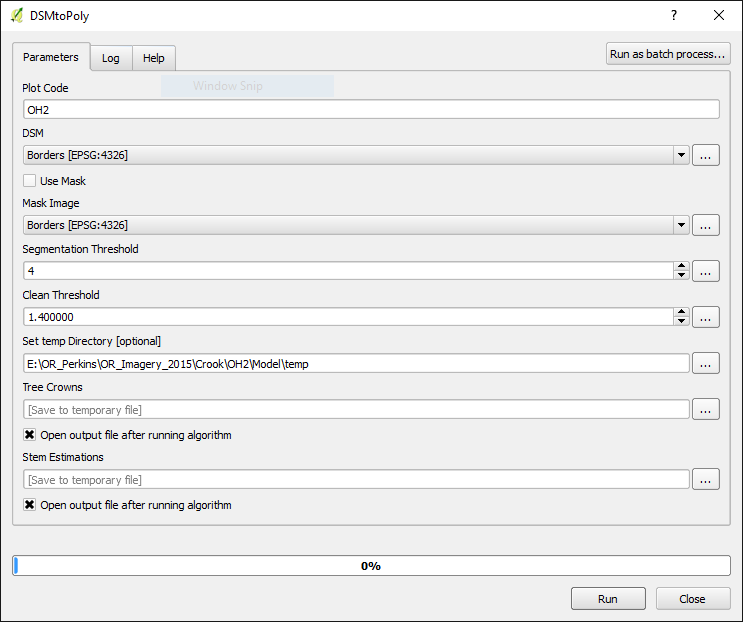 DSMtoPoly
Parameters
Log
Help
Run as batch process...
Window Snip
Plot Code
OH2
DSM
Borders [EPSG:4326]
...
Use Mask
Mask Image
Borders [EPSG:4326]
...
Segmentation Threshold
4
...
Clean Threshold
1.400000
...
Set temp Directory [optional]
E:\OR_Perkins\OR_Imagery_2015\Crook\OH2\Model\temp
...
Tree Crowns
[Save to temporary file]
...
Open output file after running algorithm
Stem Estimations
[Save to temporary file]
...
Open output file after running algorithm
0%
Run
Close